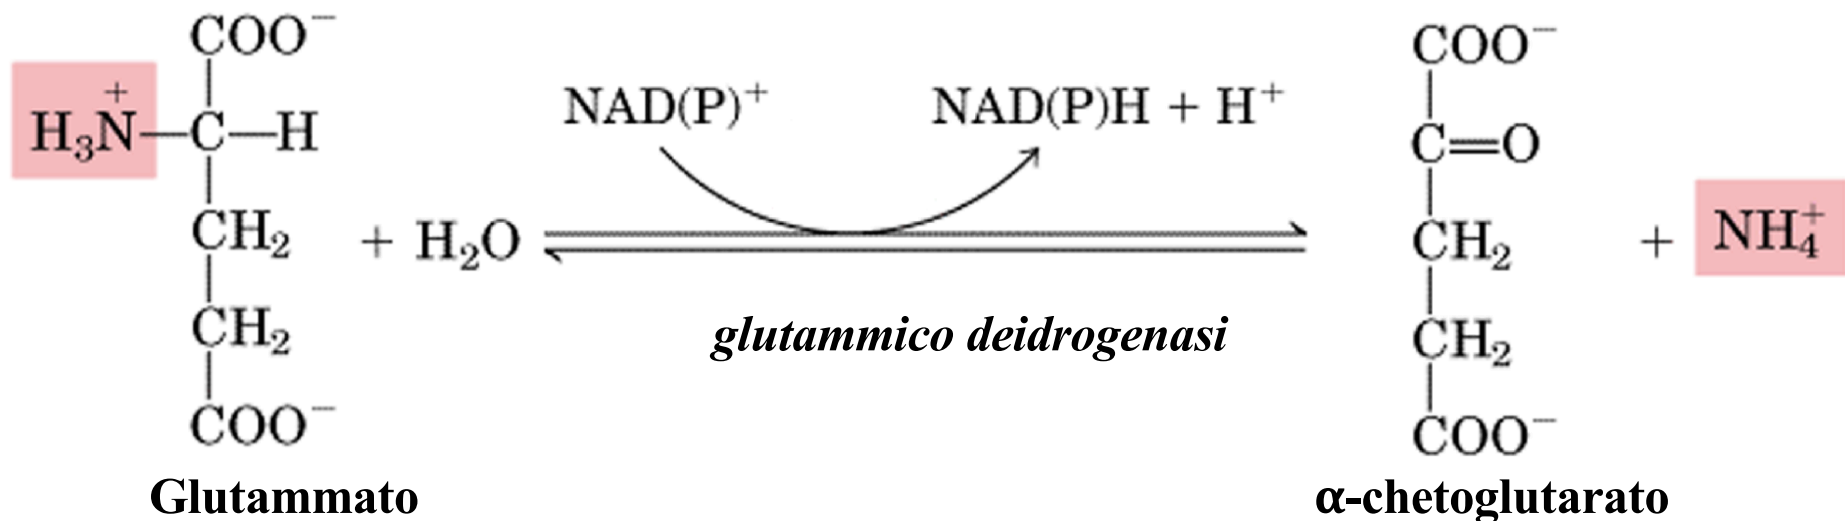 COO⁻
H₃N⁺—C—H
CH₂
CH₂
COO⁻
Glutammato
+ H₂O
NAD(P)⁺
NAD(P)H + H⁺
glutammico deidrogenasi
COO⁻
C=O
CH₂
CH₂
COO⁻
α-chetoglutarato
+ NH₄⁺